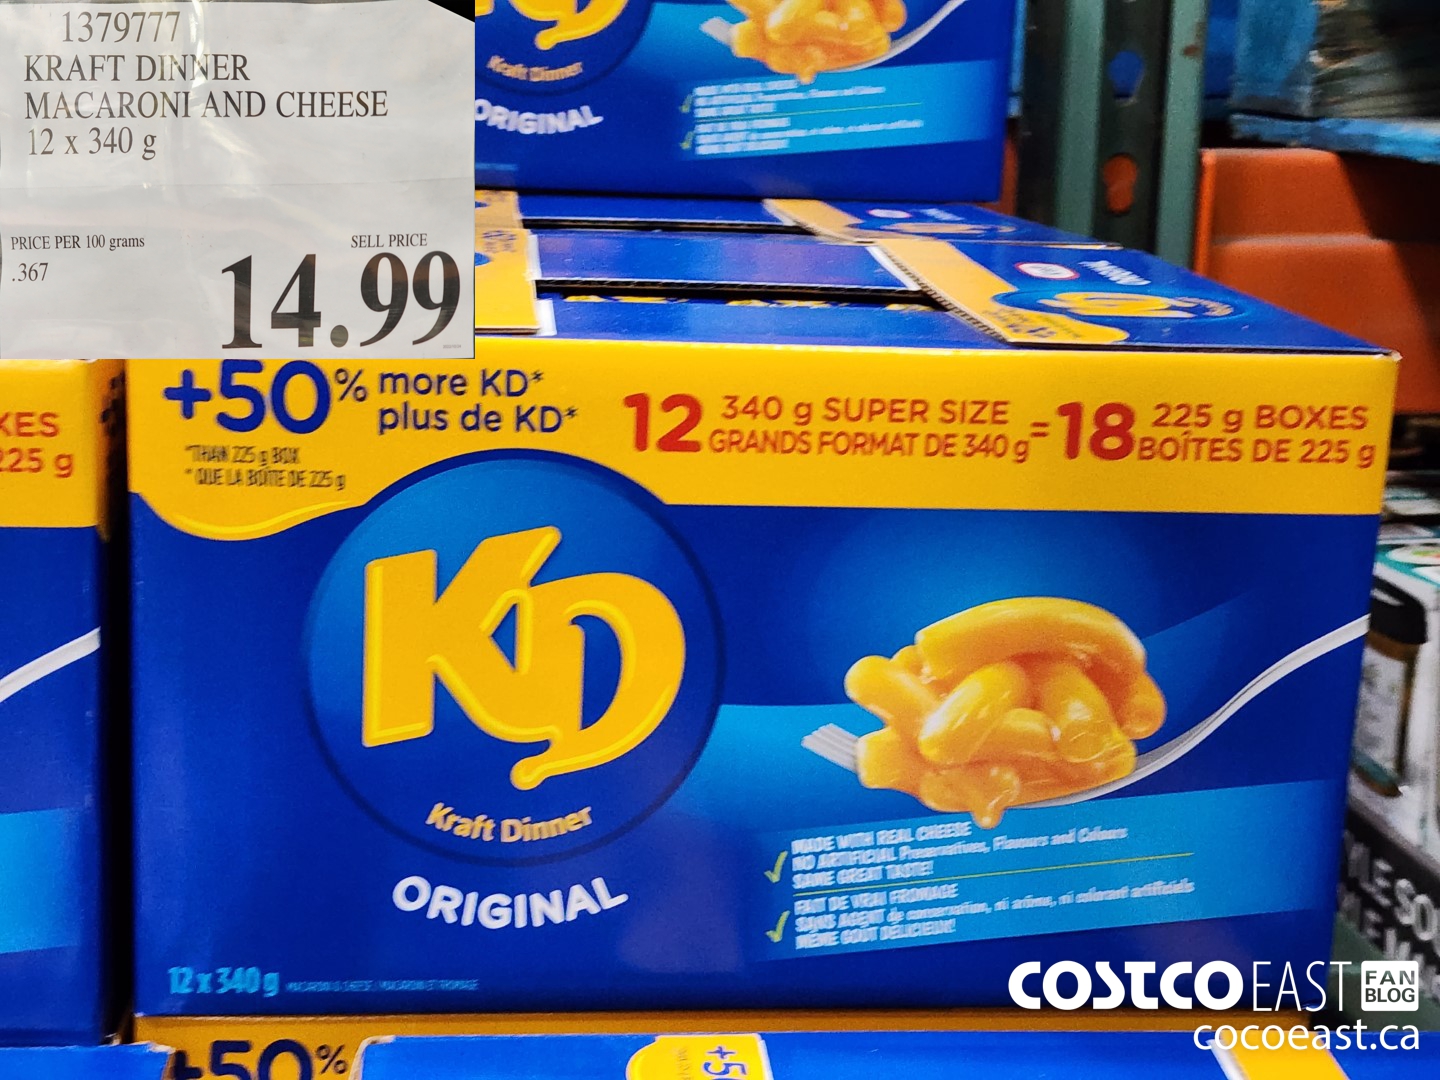 1379777
KRAFT DINNER
MACARONI AND CHEESE
12 x 340 g
PRICE PER 100 grams
.367
SELL PRICE
14.99
Kraft Dinner
ORIGINAL
+50% more KD*
plus de KD*
*THAN 225 g BOX
*QUE LA BOÎTE DE 225 g
12 340 g SUPER SIZE
GRANDS FORMAT DE 340 g
=18 225 g BOXES
BOÎTES DE 225 g
XES
225 g
KD
Kraft Dinner
ORIGINAL
MADE WITH REAL CHEESE
NO ARTIFICIAL Preservatives, Flavours and Colours
SAME GREAT TASTE!
FAIT DE VRAI FROMAGE
SANS AGENT de conservation, ni arôme, ni colorant artificiels
MÊME GOÛT DÉLICIEUX!
12 x 340 g
+50%
COSTCO EAST FAN BLOG
cocoeast.ca